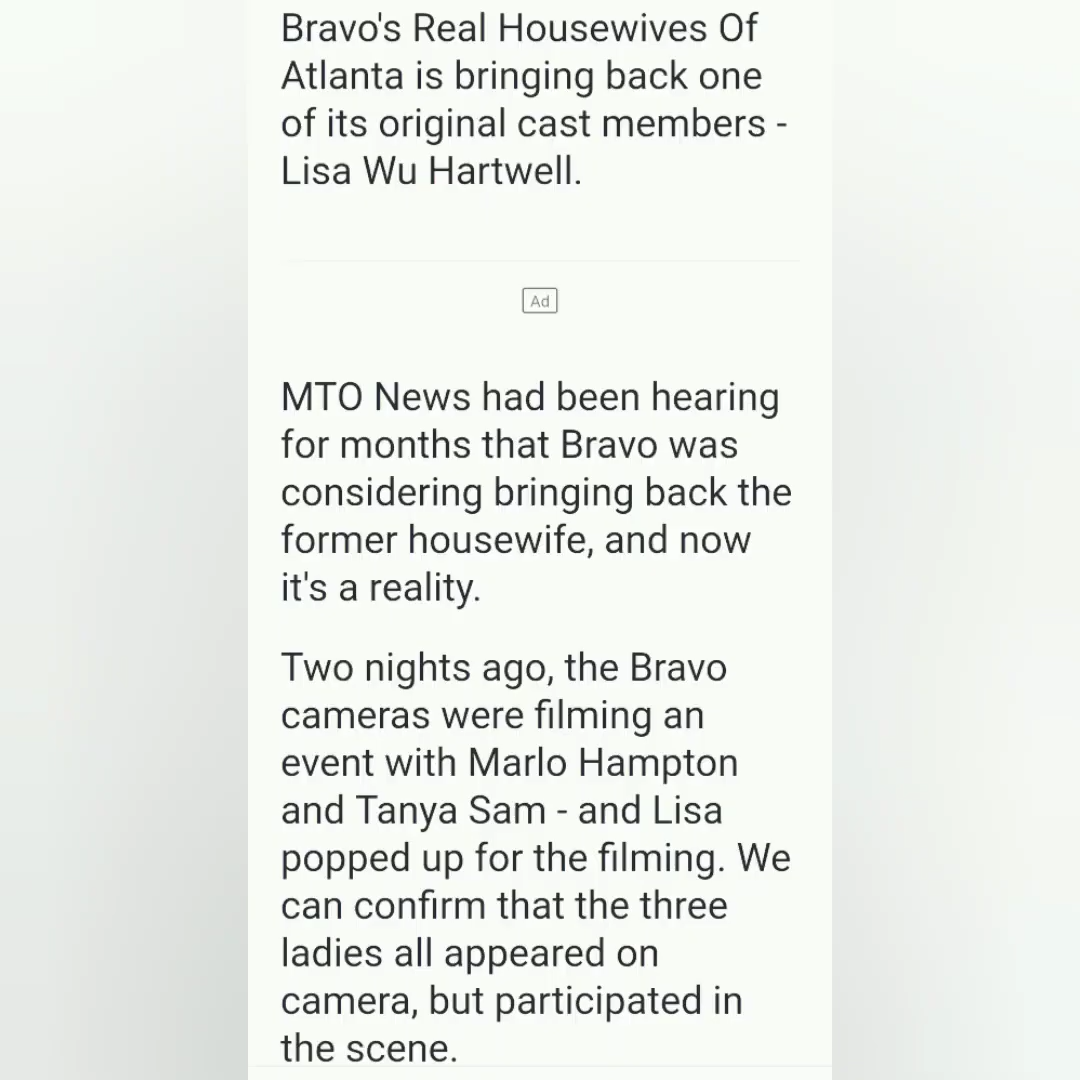 Bravo's Real Housewives Of
Atlanta is bringing back one
of its original cast members -
Lisa Wu Hartwell.
Ad
MTO News had been hearing
for months that Bravo was
considering bringing back the
former housewife, and now
it's a reality.
Two nights ago, the Bravo
cameras were filming an
event with Marlo Hampton
and Tanya Sam - and Lisa
popped up for the filming. We
can confirm that the three
ladies all appeared on
camera, but participated in
the scene.